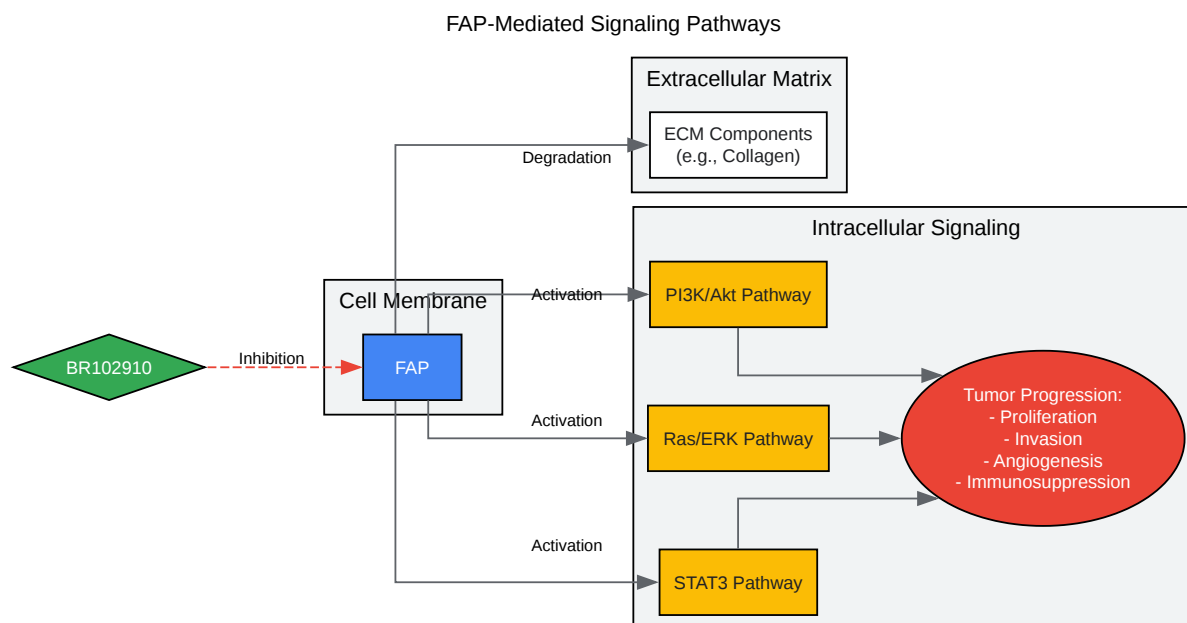 FAP-Mediated Signaling Pathways
Extracellular Matrix
ECM Components
(e.g., Collagen)
Degradation
Intracellular Signaling
Cell Membrane
Activation
PI3K/Akt Pathway
BR102910
Inhibition
FAP
Tumor Progression:
- Proliferation
- Invasion
- Angiogenesis
- Immunosuppression
Activation
Ras/ERK Pathway
Activation
STAT3 Pathway